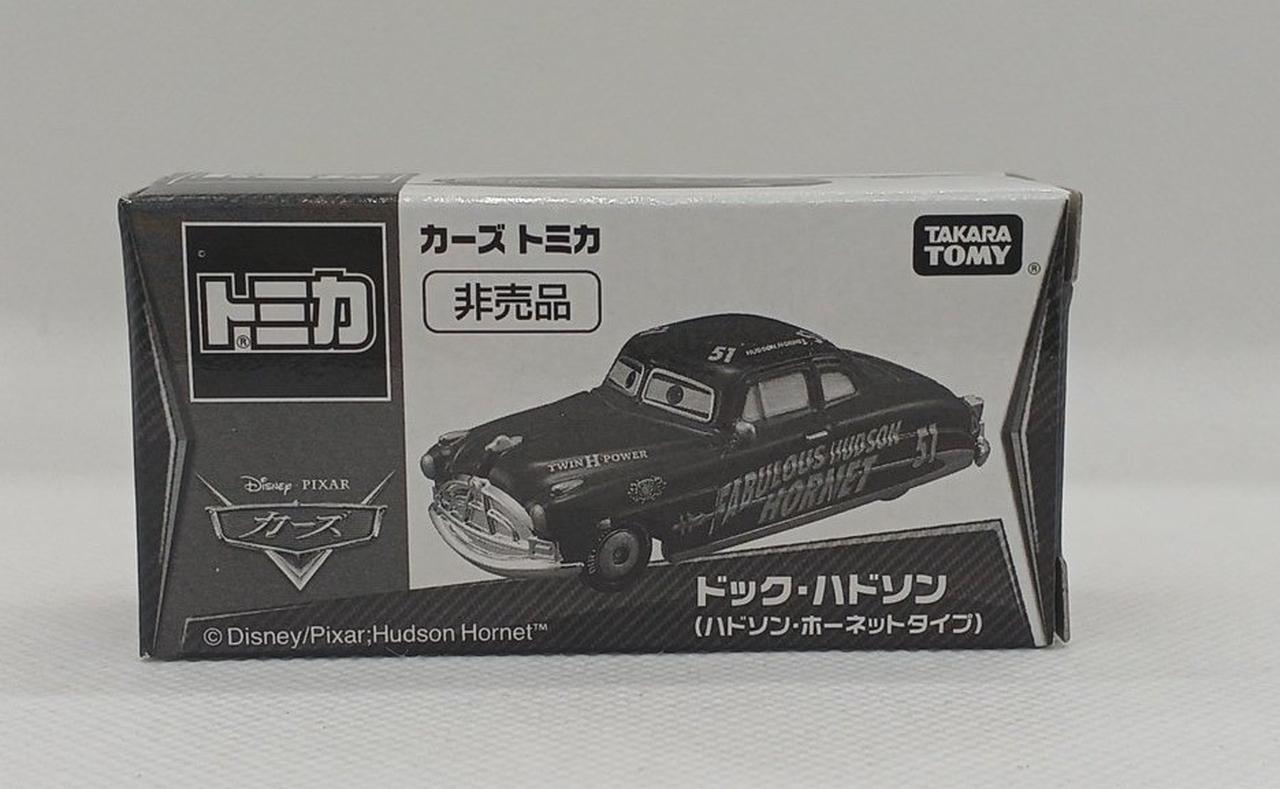 カーズ トミカ
非売品
TAKARA
TOMY
®
トミカ
®
Disney PIXAR
カーズ
51
HUDSON HORNET
TWIN H POWER
FABULOUS HUDSON
HORNET
51
ドック・ハドソン
(ハドソン・ホーネットタイプ)
©Disney/Pixar;Hudson Hornet™